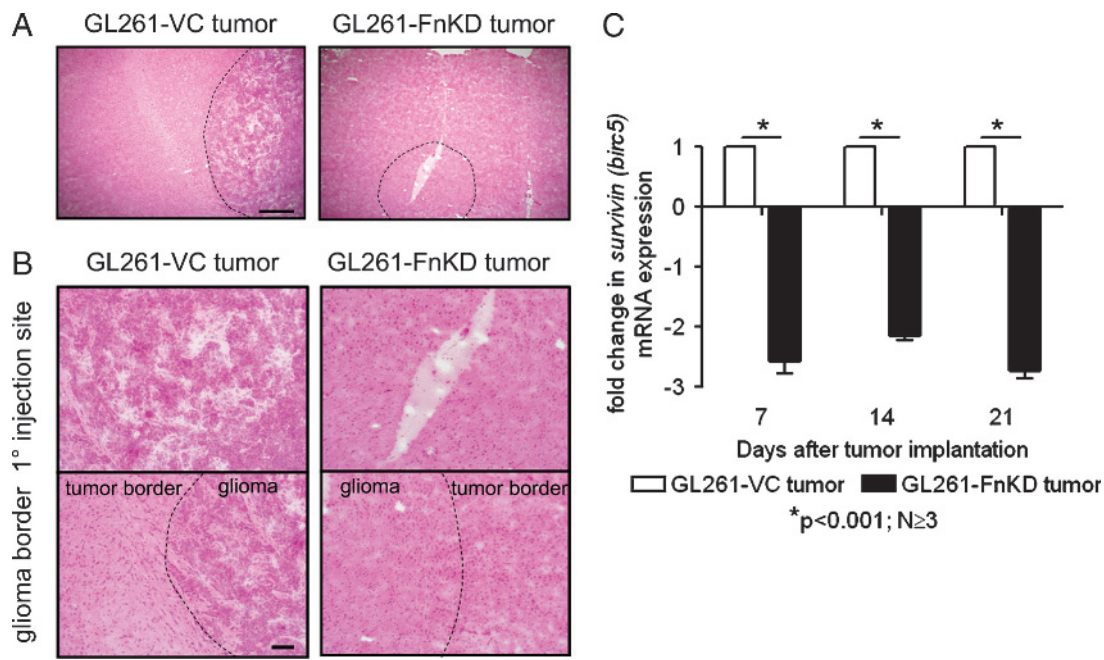 A
GL261-VC tumor
GL261-FnKD tumor
B
GL261-VC tumor
GL261-FnKD tumor
1° injection site
glioma border
tumor border
glioma
glioma
tumor border
C
fold change in survivin (birc5)
mRNA expression
*
*
*
1
0
-1
-2
-3
7
14
21
Days after tumor implantation
GL261-VC tumor
GL261-FnKD tumor
*p<0.001; N≥3